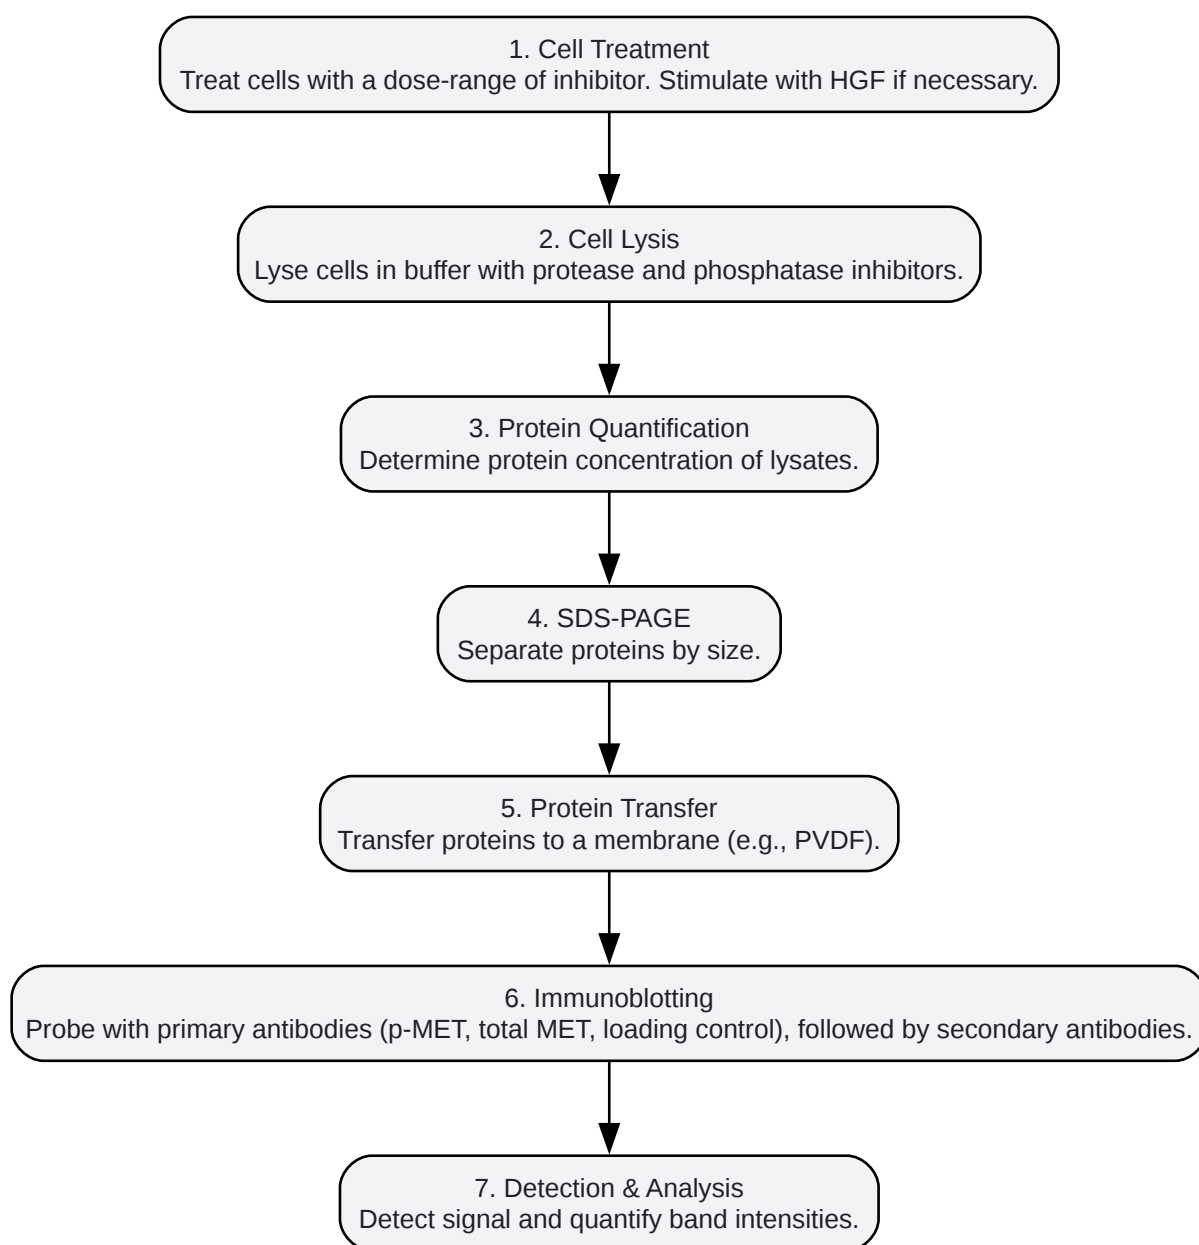 1. Cell Treatment
Treat cells with a dose-range of inhibitor. Stimulate with HGF if necessary.
2. Cell Lysis
Lyse cells in buffer with protease and phosphatase inhibitors.
3. Protein Quantification
Determine protein concentration of lysates.
4. SDS-PAGE
Separate proteins by size.
5. Protein Transfer
Transfer proteins to a membrane (e.g., PVDF).
6. Immunoblotting
Probe with primary antibodies (p-MET, total MET, loading control), followed by secondary antibodies.
7. Detection & Analysis
Detect signal and quantify band intensities.